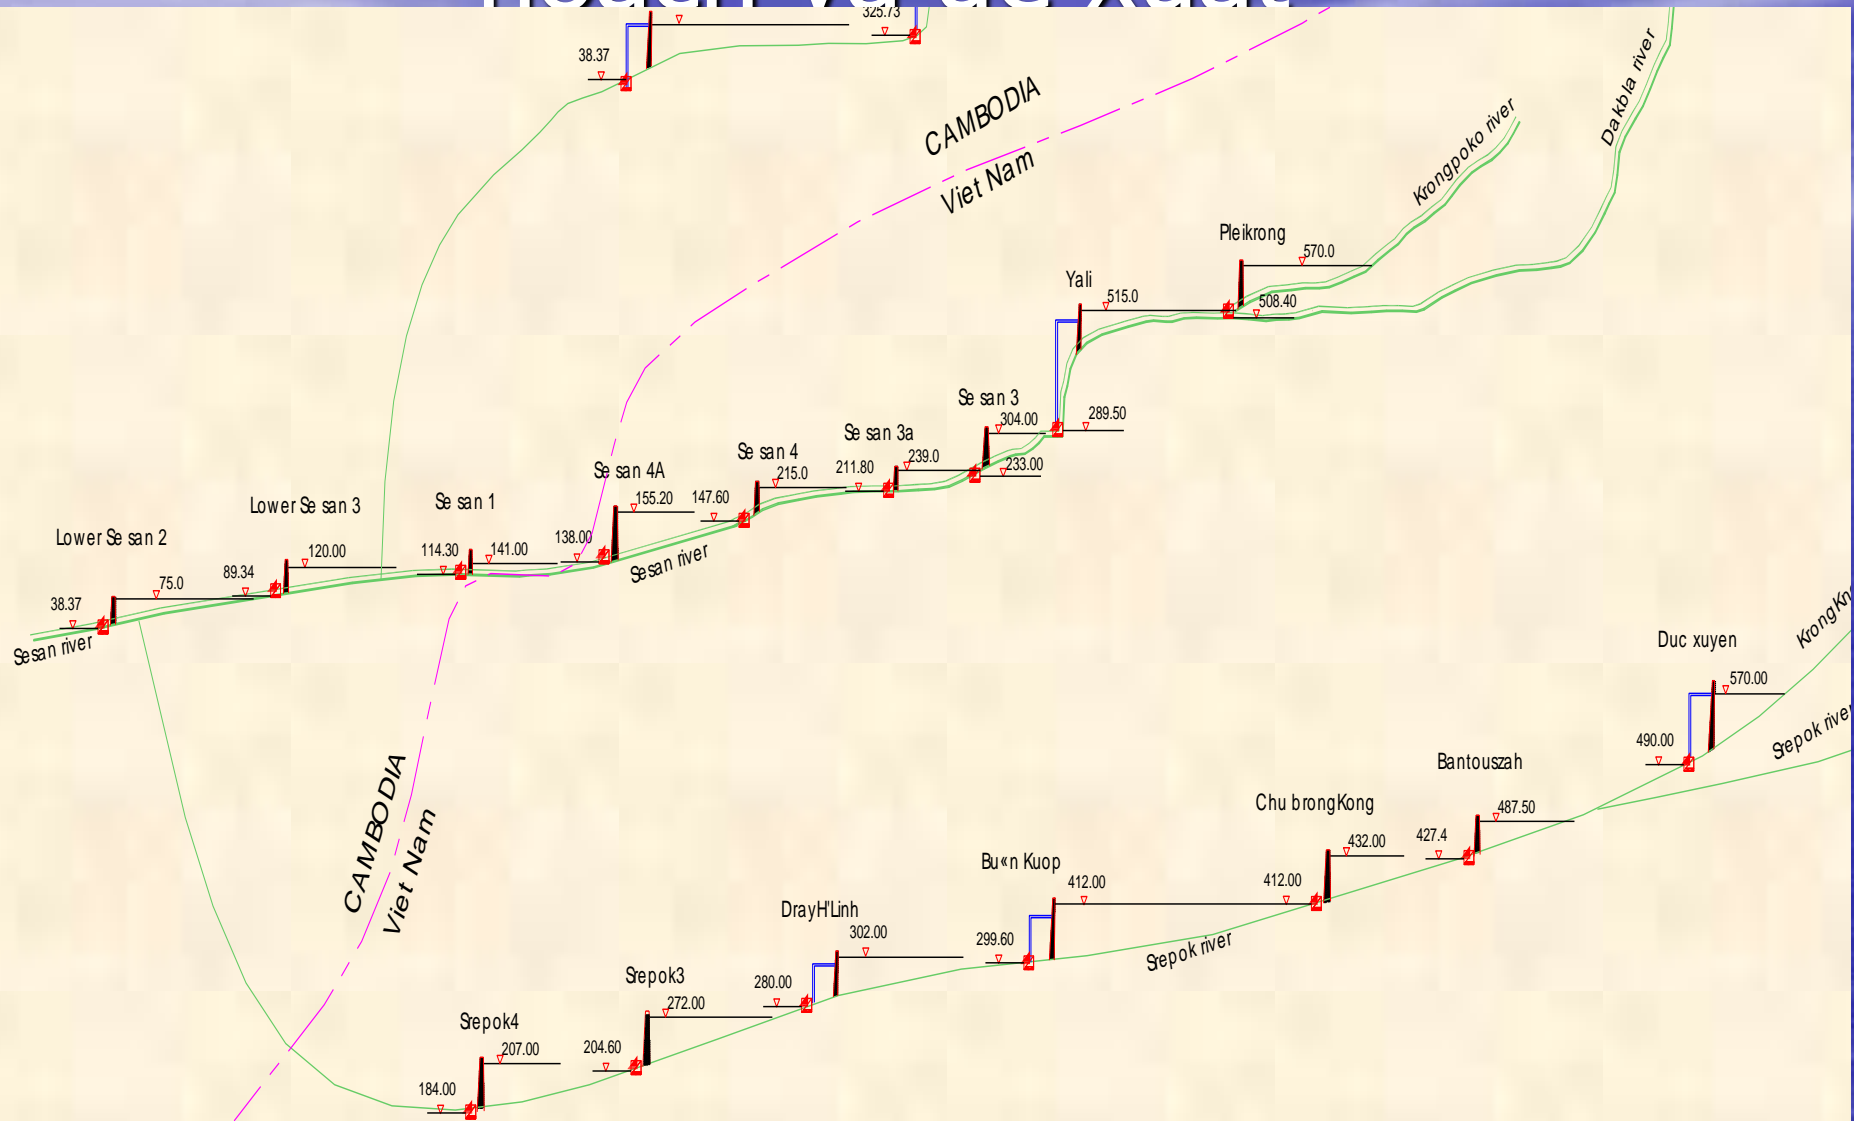 325.73
38.37
CAMBODIA
Viet Nam
Krongpoko river
Dakbla river
Pleikrong
570.0
508.40
Yali
515.0
289.50
Se san 3
304.00
233.00
Se san 3a
239.0
211.80
Se san 4
215.0
147.60
Se san 4A
155.20
138.00
Sesan river
Se san 1
141.00
114.30
Lower Se san 3
120.00
89.34
Lower Se san 2
75.0
38.37
Sesan river
Duc xuyen
570.00
490.00
Srepok river
Bantouszah
487.50
427.4
Chu brongKong
432.00
412.00
Bu«n Kuop
412.00
299.60
Srepok river
DrayH'Linh
302.00
280.00
Srepok3
272.00
204.60
Srepok4
207.00
184.00
CAMBODIA
Viet Nam